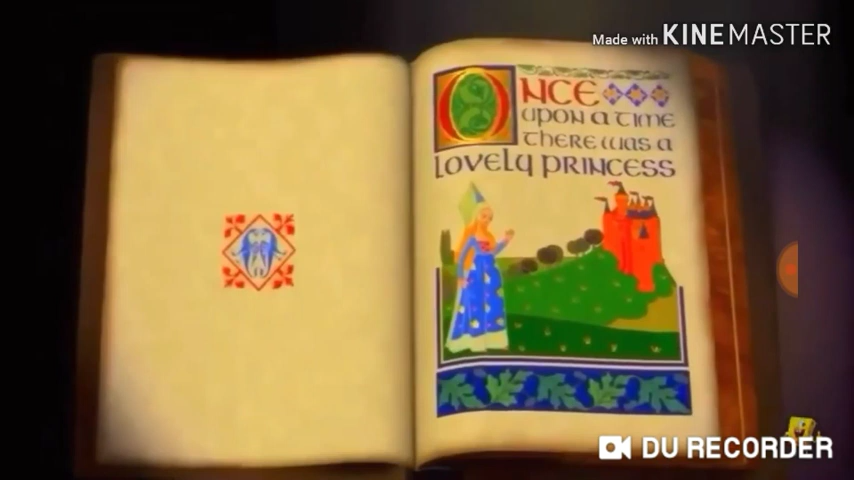 Made with KINEMASTER
ONCE
UPON A TIME
THERE WAS A
LOVELY PRINCESS
DU RECORDER